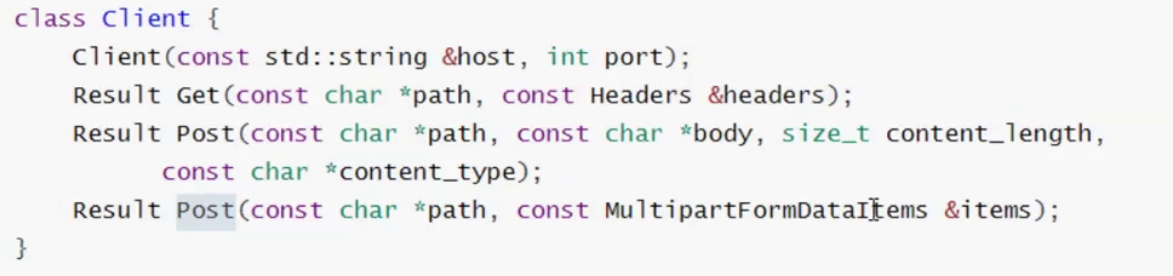 class Client {
Client(const std::string &host, int port);
Result Get(const char *path, const Headers &headers);
Result Post(const char *path, const char *body, size_t content_length,
const char *content_type);
Result Post(const char *path, const MultipartFormDataItems &items);
}